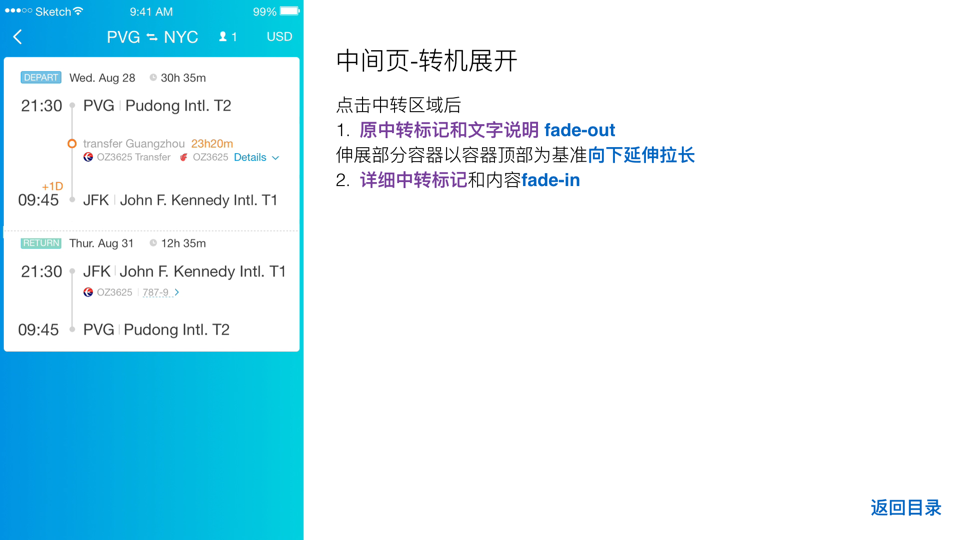 Sketch 9:41 AM 99%
PVG NYC 1 USD
DEPART Wed. Aug 28 30h 35m
21:30 PVG Pudong Intl. T2
transfer Guangzhou 23h20m
OZ3625 Transfer OZ3625 Details
+1D
09:45 JFK John F. Kennedy Intl. T1
RETURN Thur. Aug 31 12h 35m
21:30 JFK John F. Kennedy Intl. T1
OZ3625 787-9
09:45 PVG Pudong Intl. T2
中间页-转机展开
点击中转区域后
1. 原中转标记和文字说明 fade-out
伸展部分容器以容器顶部为基准向下延伸拉长
2. 详细中转标记和内容fade-in
返回目录